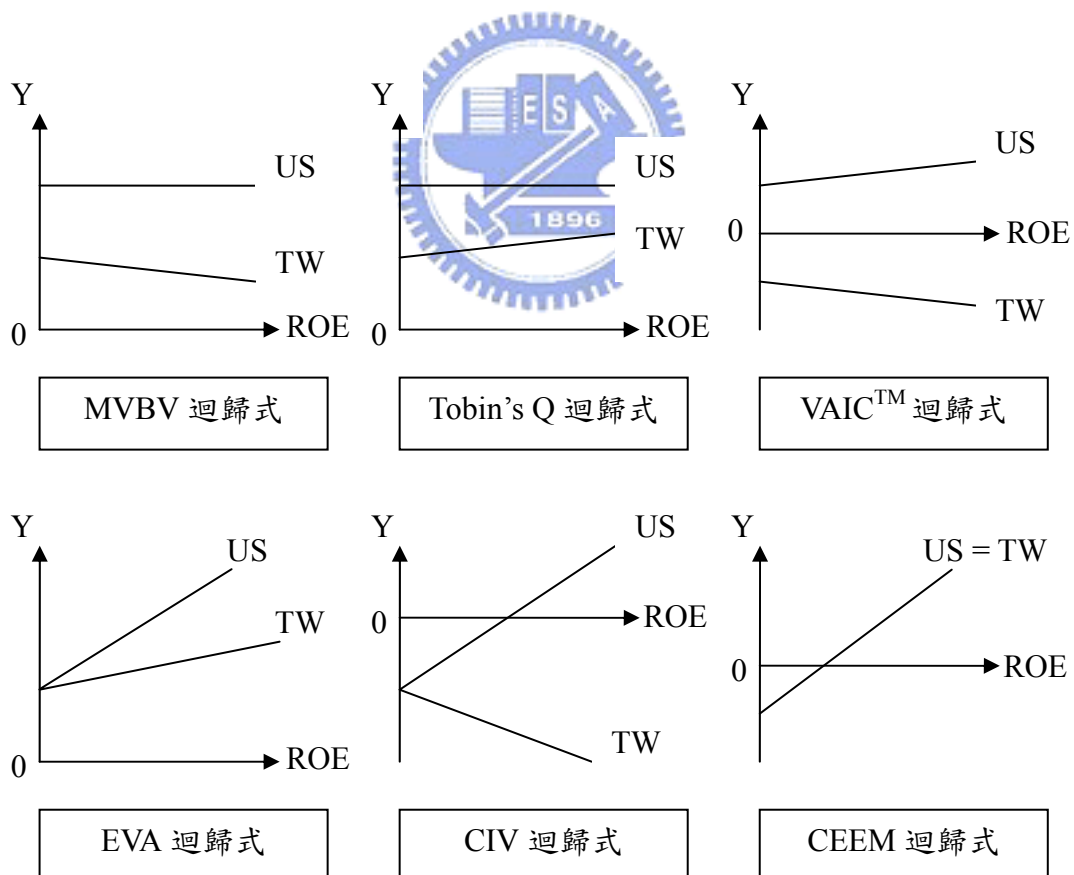 Y
US
TW
0
ROE
MVBV 迴歸式
ESA
1896
Y
US
TW
0
ROE
Tobin's Q 迴歸式
Y
US
0
ROE
TW
VAIC™ 迴歸式
Y
US
TW
0
ROE
EVA 迴歸式
Y
US
0
ROE
TW
CIV 迴歸式
Y
US = TW
0
ROE
CEEM 迴歸式